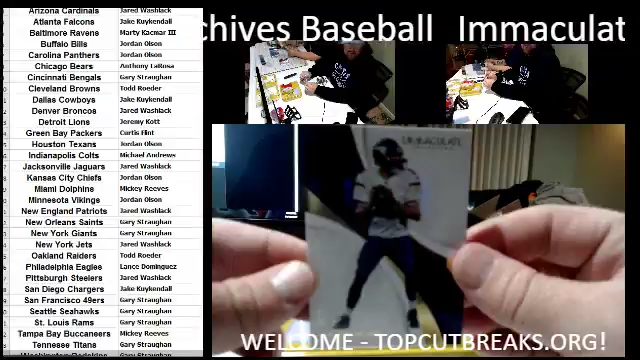 chives Baseball Immaculat
Arizona Cardinals Jared Washlack
Atlanta Falcons Jake Kuykendall
Baltimore Ravens Marty Kacmar III
Buffalo Bills Jordan Olson
Carolina Panthers Jordan Olson
Chicago Bears Anthony LaRosa
Cincinnati Bengals Gary Straughan
Cleveland Browns Todd Roeder
Dallas Cowboys Jake Kuykendall
Denver Broncos Jared Washlack
Detroit Lions Jeremy Kott
Green Bay Packers Curtis Flint
Houston Texans Jordan Olson
Indianapolis Colts Michael Andrews
Jacksonville Jaguars Jared Washlack
Kansas City Chiefs Jordan Olson
Miami Dolphins Mickey Reeves
Minnesota Vikings Jordan Olson
New England Patriots Jared Washlack
New Orleans Saints Gary Straughan
New York Giants Gary Straughan
New York Jets Jared Washlack
Oakland Raiders Todd Roeder
Philadelphia Eagles Lance Dominguez
Pittsburgh Steelers Jared Washlack
San Diego Chargers Jake Kuykendall
San Francisco 49ers Gary Straughan
Seattle Seahawks Gary Straughan
St. Louis Rams Gary Straughan
Tampa Bay Buccaneers Mickey Reeves
Tennessee Titans Gary Straughan
Washington Redskins Gary Straughan
IMMACULATE
WELCOME - TOPCUTBREAKS.ORG!